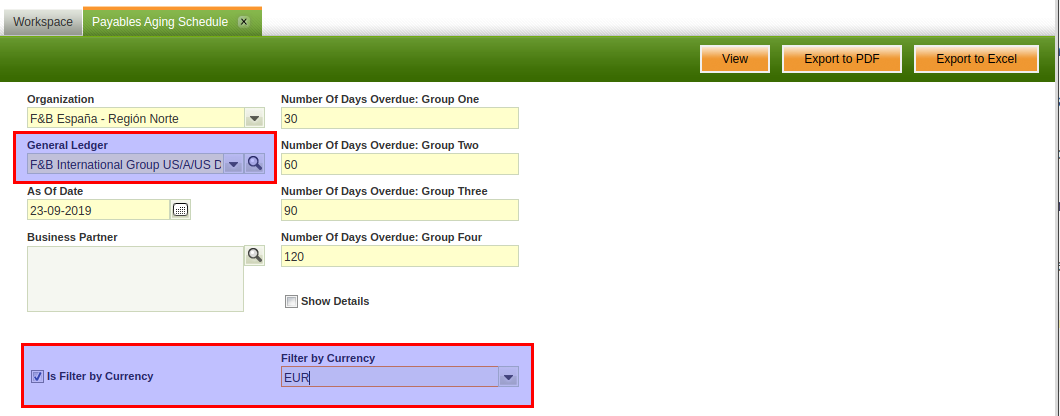 Workspace
Payables Aging Schedule
View
Export to PDF
Export to Excel
Organization
F&B España - Región Norte
General Ledger
F&B International Group US/A/US D
As Of Date
23-09-2019
Business Partner
Number Of Days Overdue: Group One
30
Number Of Days Overdue: Group Two
60
Number Of Days Overdue: Group Three
90
Number Of Days Overdue: Group Four
120
Show Details
Is Filter by Currency
Filter by Currency
EUR